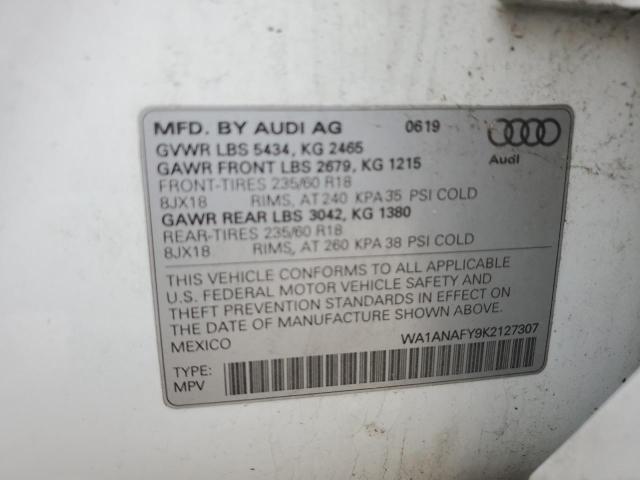 MFD. BY AUDI AG 0619
GVWR LBS 5434, KG 2465
GAWR FRONT LBS 2679, KG 1215
FRONT-TIRES 235/60 R18
8JX18 RIMS, AT 240 KPA 35 PSI COLD
GAWR REAR LBS 3042, KG 1380
REAR-TIRES 235/60 R18
8JX18 RIMS, AT 260 KPA 38 PSI COLD
Audi
THIS VEHICLE CONFORMS TO ALL APPLICABLE
U.S. FEDERAL MOTOR VEHICLE SAFETY AND
THEFT PREVENTION STANDARDS IN EFFECT ON
THE DATE OF MANUFACTURE SHOWN ABOVE.
MEXICO WA1ANAFY9K2127307
TYPE:
MPV